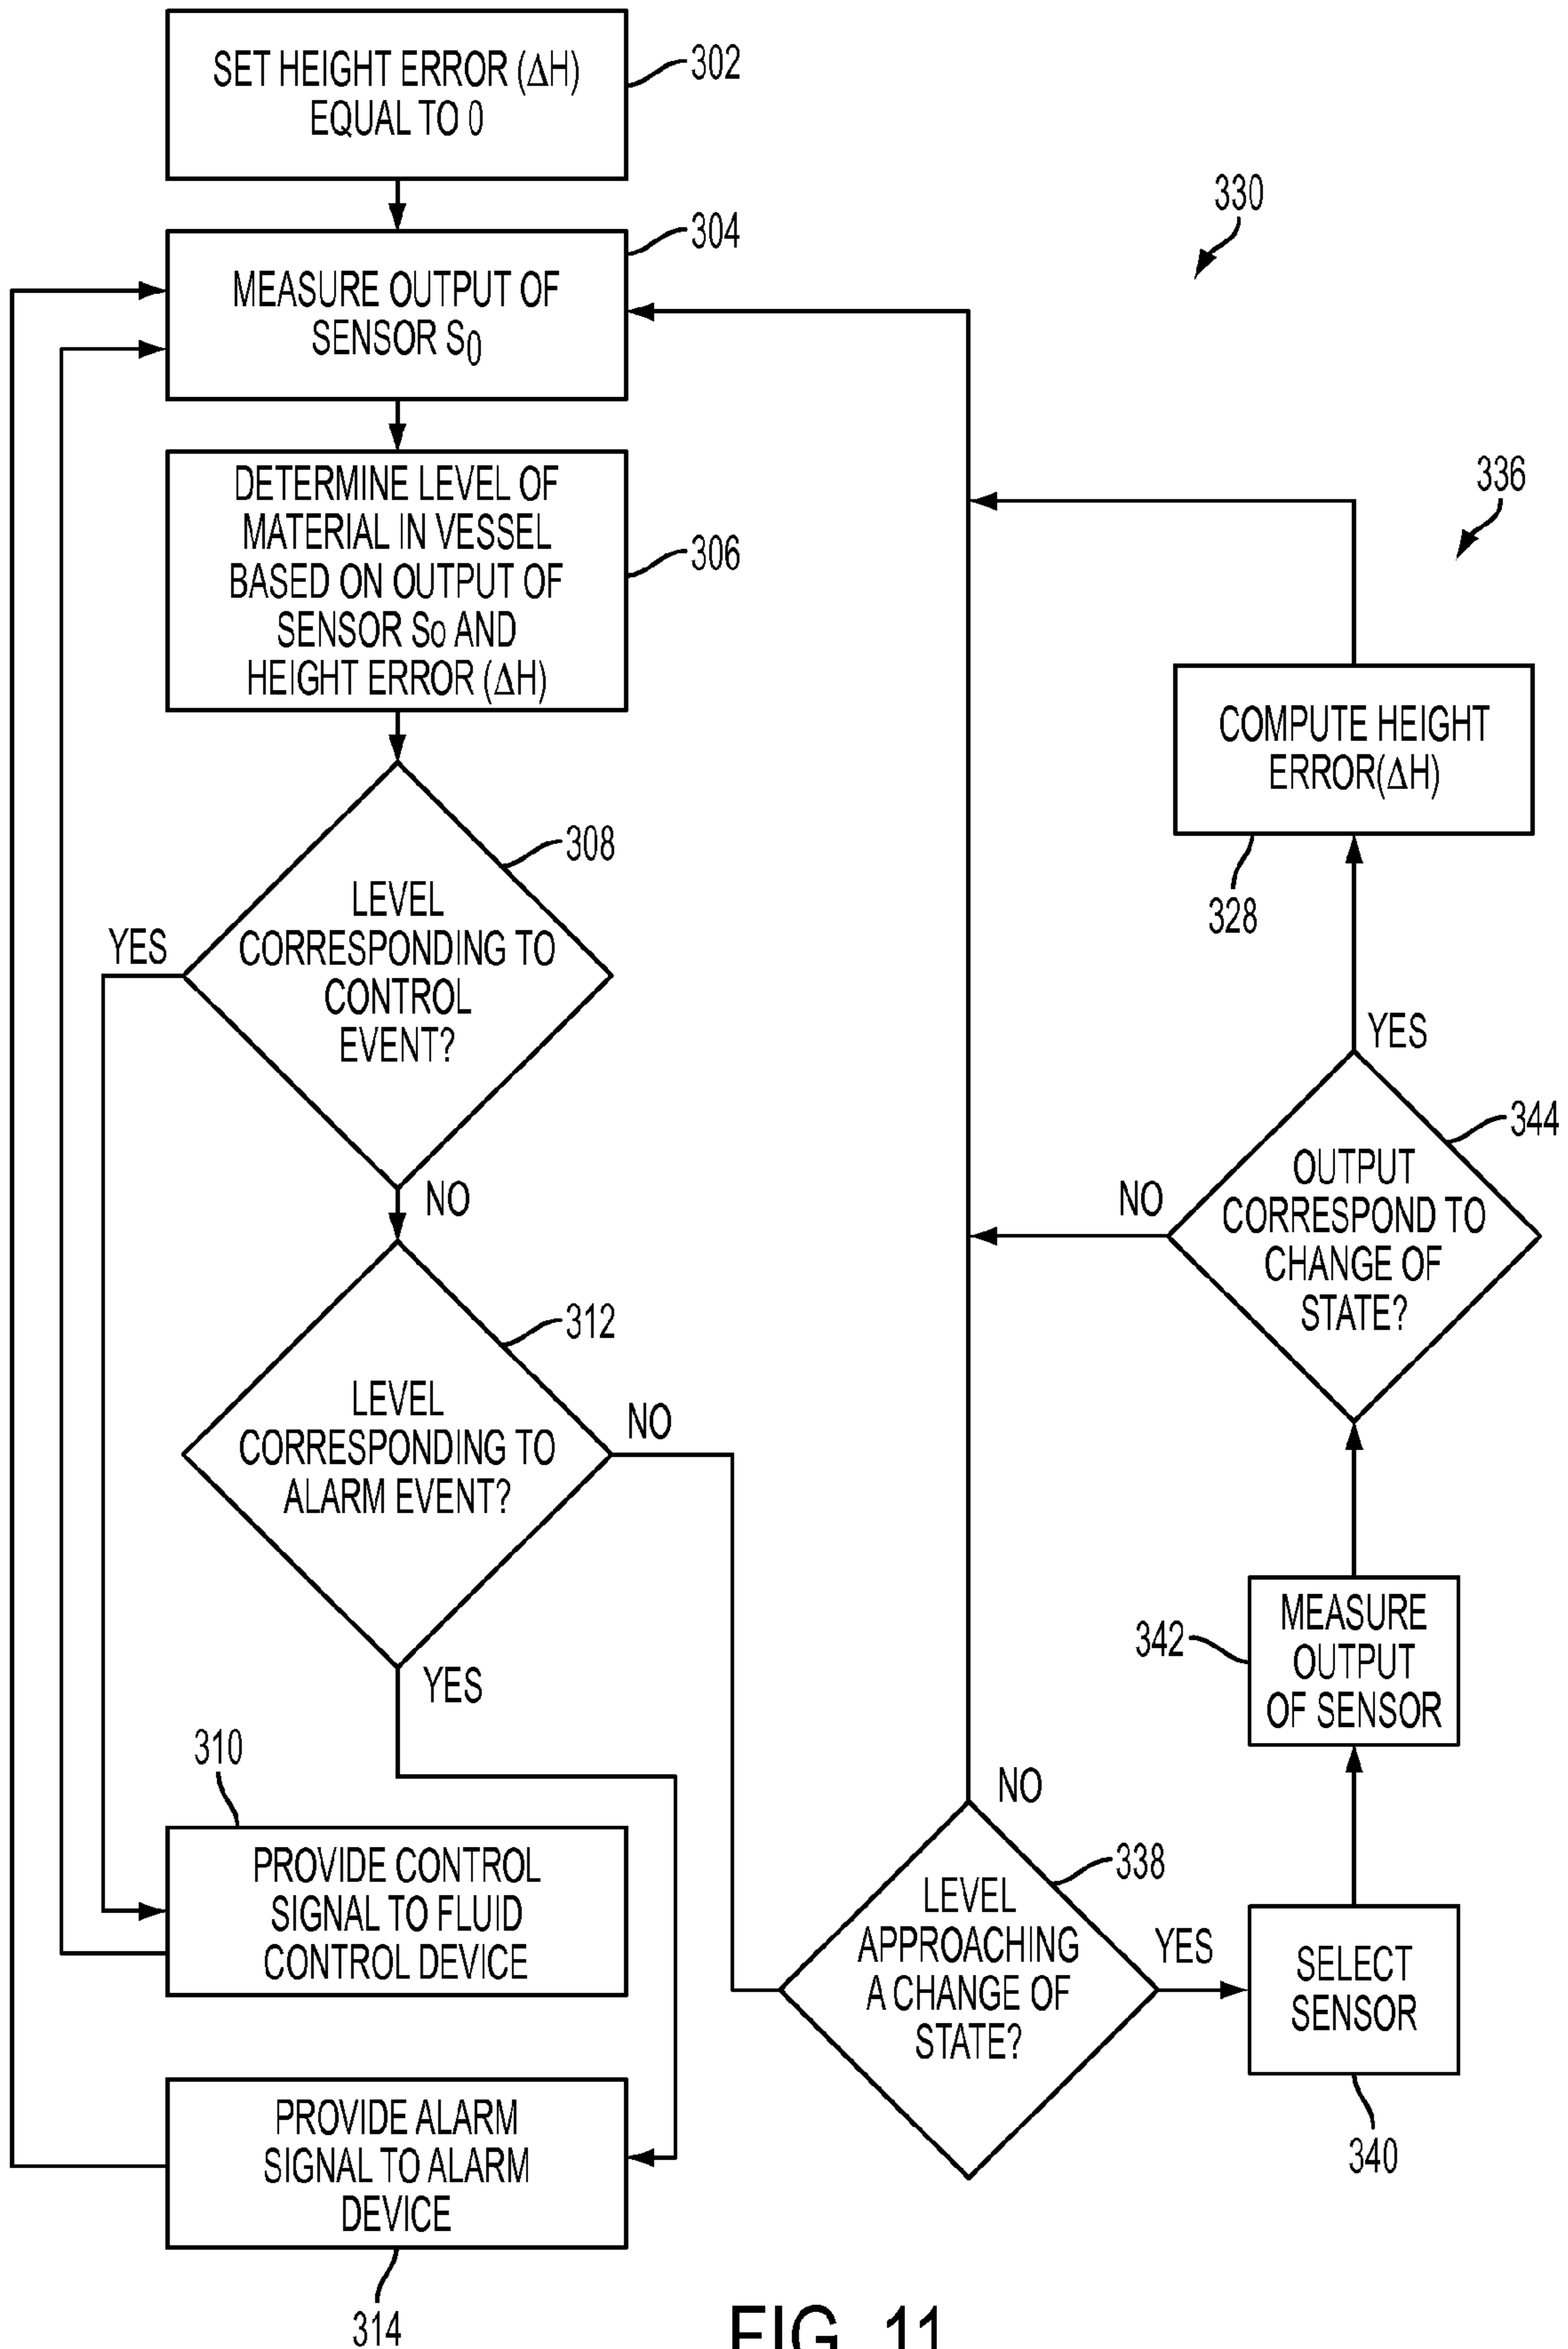 SET HEIGHT ERROR (ΔH)
EQUAL TO 0
302
MEASURE OUTPUT OF
SENSOR S0
304
330
DETERMINE LEVEL OF
MATERIAL IN VESSEL
BASED ON OUTPUT OF
SENSOR S0 AND
HEIGHT ERROR (ΔH)
306
336
COMPUTE HEIGHT
ERROR(ΔH)
328
308
LEVEL
CORRESPONDING TO
CONTROL
EVENT?
YES
NO
YES
344
OUTPUT
CORRESPOND TO
CHANGE OF
STATE?
NO
312
LEVEL
CORRESPONDING TO
ALARM EVENT?
NO
YES
342
MEASURE
OUTPUT
OF SENSOR
310
PROVIDE CONTROL
SIGNAL TO FLUID
CONTROL DEVICE
NO
338
LEVEL
APPROACHING
A CHANGE OF
STATE?
YES
SELECT
SENSOR
340
PROVIDE ALARM
SIGNAL TO ALARM
DEVICE
314
FIG. 11